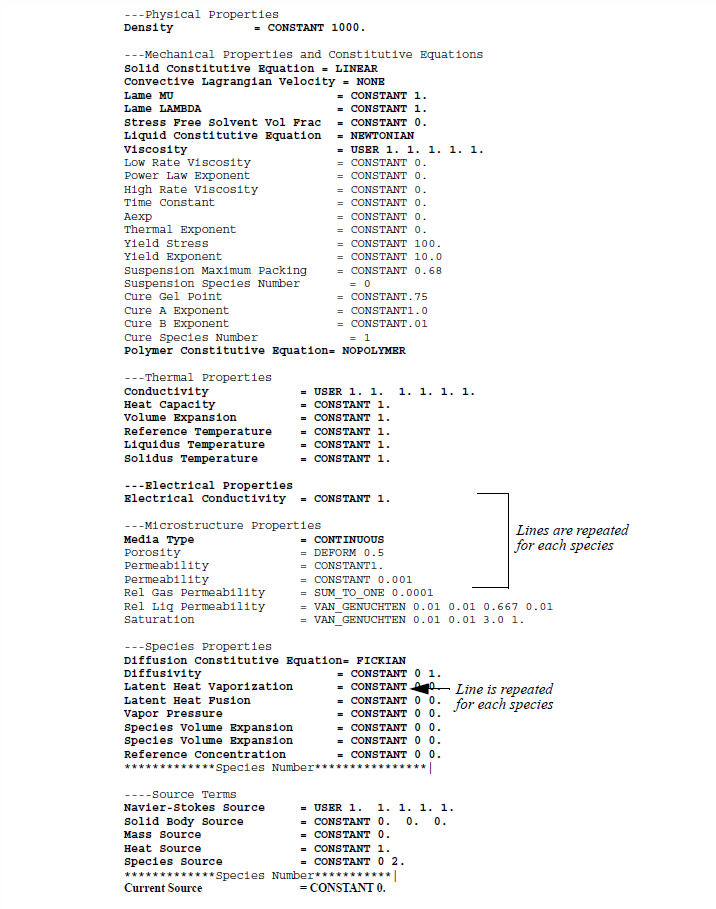 ---Physical Properties
Density = CONSTANT 1000.
---Mechanical Properties and Constitutive Equations
Solid Constitutive Equation = LINEAR
Convective Lagrangian Velocity = NONE
Lame MU = CONSTANT 1.
Lame LAMBDA = CONSTANT 1.
Stress Free Solvent Vol Frac = CONSTANT 0.
Liquid Constitutive Equation = NEWTONIAN
Viscosity = USER 1. 1. 1. 1. 1.
Low Rate Viscosity = CONSTANT 0.
Power Law Exponent = CONSTANT 0.
High Rate Viscosity = CONSTANT 0.
Time Constant = CONSTANT 0.
Aexp = CONSTANT 0.
Thermal Exponent = CONSTANT 0.
Yield Stress = CONSTANT 100.
Yield Exponent = CONSTANT 10.0
Suspension Maximum Packing = CONSTANT 0.68
Suspension Species Number = 0
Cure Gel Point = CONSTANT.75
Cure A Exponent = CONSTANT1.0
Cure B Exponent = CONSTANT.01
Cure Species Number = 1
Polymer Constitutive Equation= NOPOLYMER
---Thermal Properties
Conductivity = USER 1. 1. 1. 1. 1. 1.
Heat Capacity = CONSTANT 1.
Volume Expansion = CONSTANT 1.
Reference Temperature = CONSTANT 1.
Liquidus Temperature = CONSTANT 1.
Solidus Temperature = CONSTANT 1.
---Electrical Properties
Electrical Conductivity = CONSTANT 1.
---Microstructure Properties
Media Type = CONTINUOUS
Porosity = DEFORM 0.5
Permeability = CONSTANT1.
Permeability = CONSTANT 0.001
Rel Gas Permeability = SUM_TO_ONE 0.0001
Rel Liq Permeability = VAN_GENUCHTEN 0.01 0.01 0.667 0.01
Saturation = VAN_GENUCHTEN 0.01 0.01 3.0 1.
Lines are repeated
for each species
---Species Properties
Diffusion Constitutive Equation= FICKIAN
Diffusivity = CONSTANT 0 1.
Latent Heat Vaporization = CONSTANT 0 0.
Latent Heat Fusion = CONSTANT 0 0.
Vapor Pressure = CONSTANT 0 0.
Species Volume Expansion = CONSTANT 0 0.
Species Volume Expansion = CONSTANT 0 0.
Reference Concentration = CONSTANT 0 0.
*************Species Number****************|
Line is repeated
for each species
----Source Terms
Navier-Stokes Source = USER 1. 1. 1. 1. 1.
Solid Body Source = CONSTANT 0. 0. 0.
Mass Source = CONSTANT 0.
Heat Source = CONSTANT 1.
Species Source = CONSTANT 0 2.
*************Species Number***********|
Current Source = CONSTANT 0.